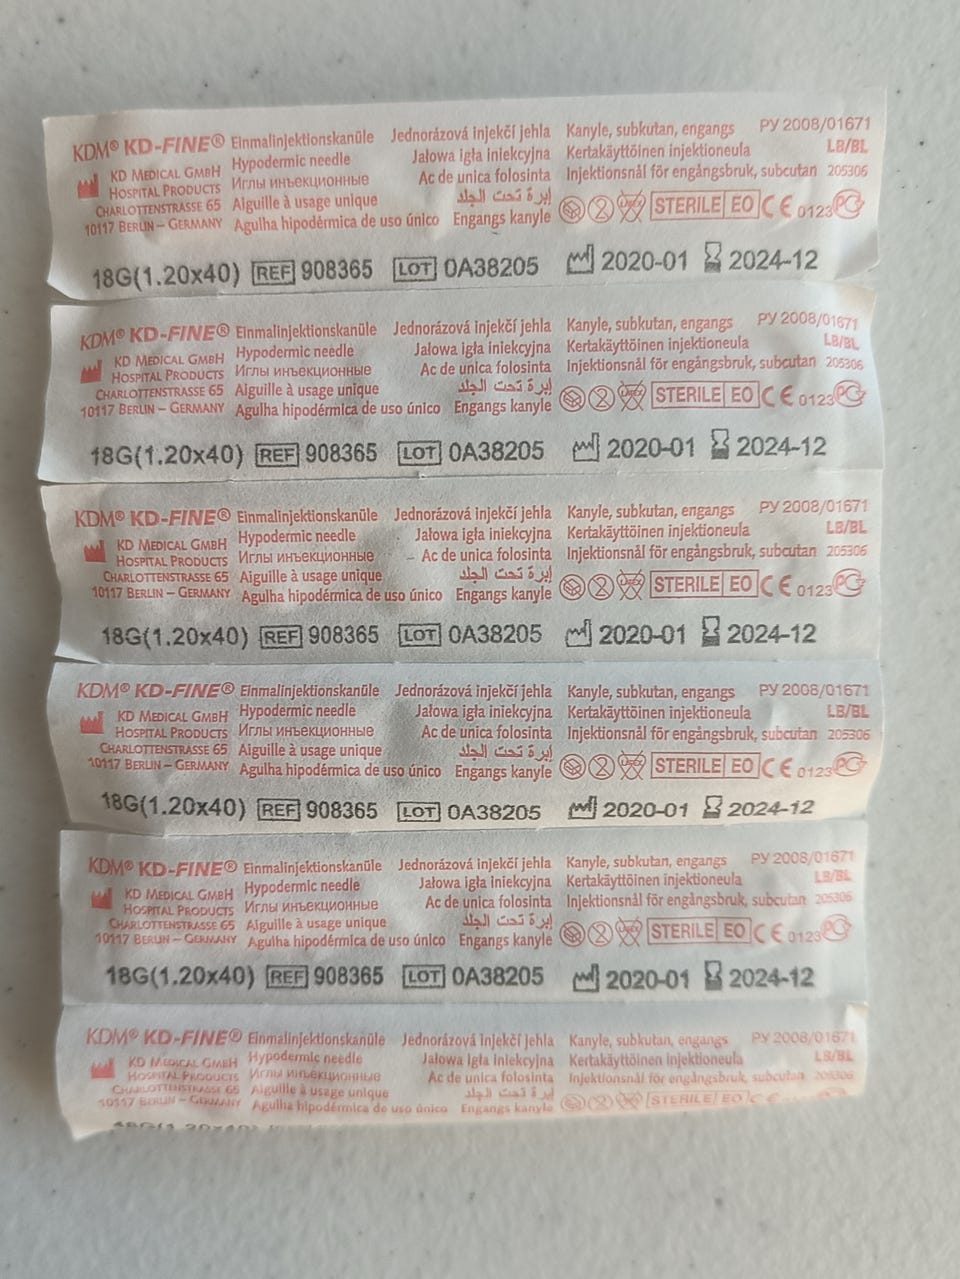 KDM® KD-FINE® Einmalinjektionskanüle Jednorázová injekčí jehla Kanyle, subkutan, engangs РУ 2008/01671
KD MEDICAL GMBH Hypodermic needle Jałowa igła iniekcyjna Kertakäyttöinen injektioneula LB/BL
HOSPITAL PRODUCTS Иглы инъекционные Ac de unica folosinta Injektionsnål för engångsbruk, subcutan 205306
CHARLOTTENSTRASSE 65 Aiguille à usage unique إبرة تحت الجلد
10117 BERLIN – GERMANY Agulha hipodérmica de uso único Engangs kanyle STERILE EO CE 0123 PC
18G(1.20x40) REF 908365 LOT 0A38205 2020-01 2024-12
KDM® KD-FINE® Einmalinjektionskanüle Jednorázová injekčí jehla Kanyle, subkutan, engangs РУ 2008/01671
KD MEDICAL GMBH Hypodermic needle Jałowa igła iniekcyjna Kertakäyttöinen injektioneula LB/BL
HOSPITAL PRODUCTS Иглы инъекционные Ac de unica folosinta Injektionsnål för engångsbruk, subcutan 205306
CHARLOTTENSTRASSE 65 Aiguille à usage unique إبرة تحت الجلد
10117 BERLIN – GERMANY Agulha hipodérmica de uso único Engangs kanyle STERILE EO CE 0123 PC
18G(1.20x40) REF 908365 LOT 0A38205 2020-01 2024-12
KDM® KD-FINE® Einmalinjektionskanüle Jednorázová injekčí jehla Kanyle, subkutan, engangs РУ 2008/01671
KD MEDICAL GMBH Hypodermic needle Jałowa igła iniekcyjna Kertakäyttöinen injektioneula LB/BL
HOSPITAL PRODUCTS Иглы инъекционные Ac de unica folosinta Injektionsnål för engångsbruk, subcutan 205306
CHARLOTTENSTRASSE 65 Aiguille à usage unique إبرة تحت الجلد
10117 BERLIN – GERMANY Agulha hipodérmica de uso único Engangs kanyle STERILE EO CE 0123 PC
18G(1.20x40) REF 908365 LOT 0A38205 2020-01 2024-12
KDM® KD-FINE® Einmalinjektionskanüle Jednorázová injekčí jehla Kanyle, subkutan, engangs РУ 2008/01671
KD MEDICAL GMBH Hypodermic needle Jałowa igła iniekcyjna Kertakäyttöinen injektioneula LB/BL
HOSPITAL PRODUCTS Иглы инъекционные Ac de unica folosinta Injektionsnål för engångsbruk, subcutan 205306
CHARLOTTENSTRASSE 65 Aiguille à usage unique إبرة تحت الجلد
10117 BERLIN – GERMANY Agulha hipodérmica de uso único Engangs kanyle STERILE EO CE 0123 PC
18G(1.20x40) REF 908365 LOT 0A38205 2020-01 2024-12
KDM® KD-FINE® Einmalinjektionskanüle Jednorázová injekčí jehla Kanyle, subkutan, engangs РУ 2008/01671
KD MEDICAL GMBH Hypodermic needle Jałowa igła iniekcyjna Kertakäyttöinen injektioneula LB/BL
HOSPITAL PRODUCTS Иглы инъекционные Ac de unica folosinta Injektionsnål för engångsbruk, subcutan 205306
CHARLOTTENSTRASSE 65 Aiguille à usage unique إبرة تحت الجلد
10117 BERLIN – GERMANY Agulha hipodérmica de uso único Engangs kanyle STERILE EO CE 0123 PC
18G(1.20x40) REF 908365 LOT 0A38205 2020-01 2024-12
KDM® KD-FINE® Einmalinjektionskanüle Jednorázová injekčí jehla Kanyle, subkutan, engangs РУ 2008/01671
KD MEDICAL GMBH Hypodermic needle Jałowa igła iniekcyjna Kertakäyttöinen injektioneula LB/BL
HOSPITAL PRODUCTS Иглы инъекционные Ac de unica folosinta Injektionsnål för engångsbruk, subcutan 205306
CHARLOTTENSTRASSE 65 Aiguille à usage unique إبرة تحت الجلد
10117 BERLIN – GERMANY Agulha hipodérmica de uso único Engangs kanyle STERILE EO CE
18G(1.20x40)